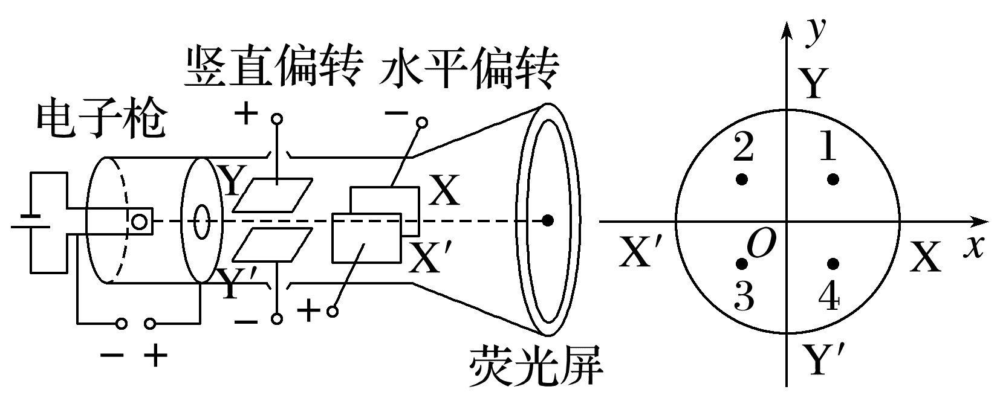 竖直偏转 水平偏转
电子枪
+ −
Y X
Y′ X′
− +
− +
荧光屏
y
Y
2 1
X′ O X x
3 4
Y′